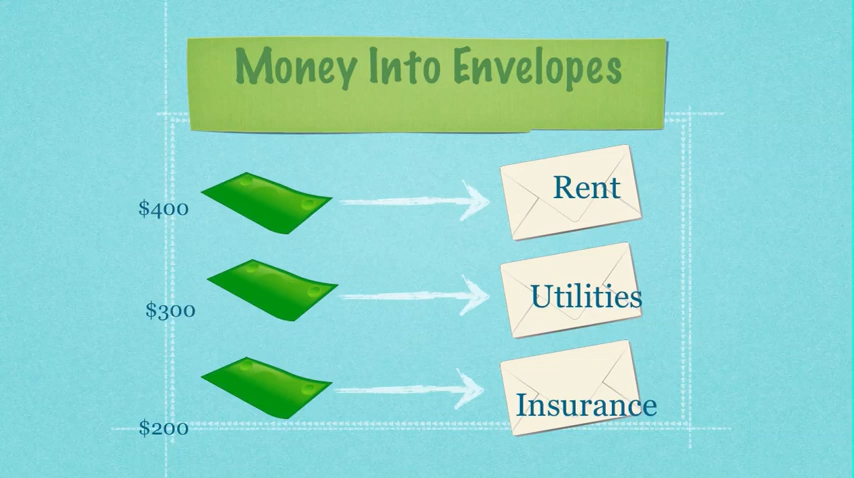 Money Into Envelopes
$400
Rent
$300
Utilities
$200
Insurance